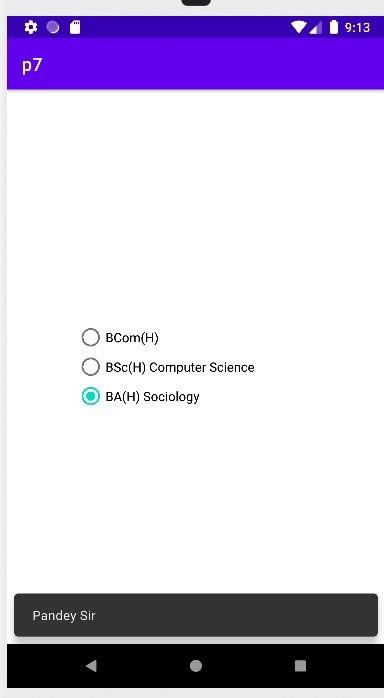 9:13
p7
BCom(H)
BSc(H) Computer Science
BA(H) Sociology
Pandey Sir